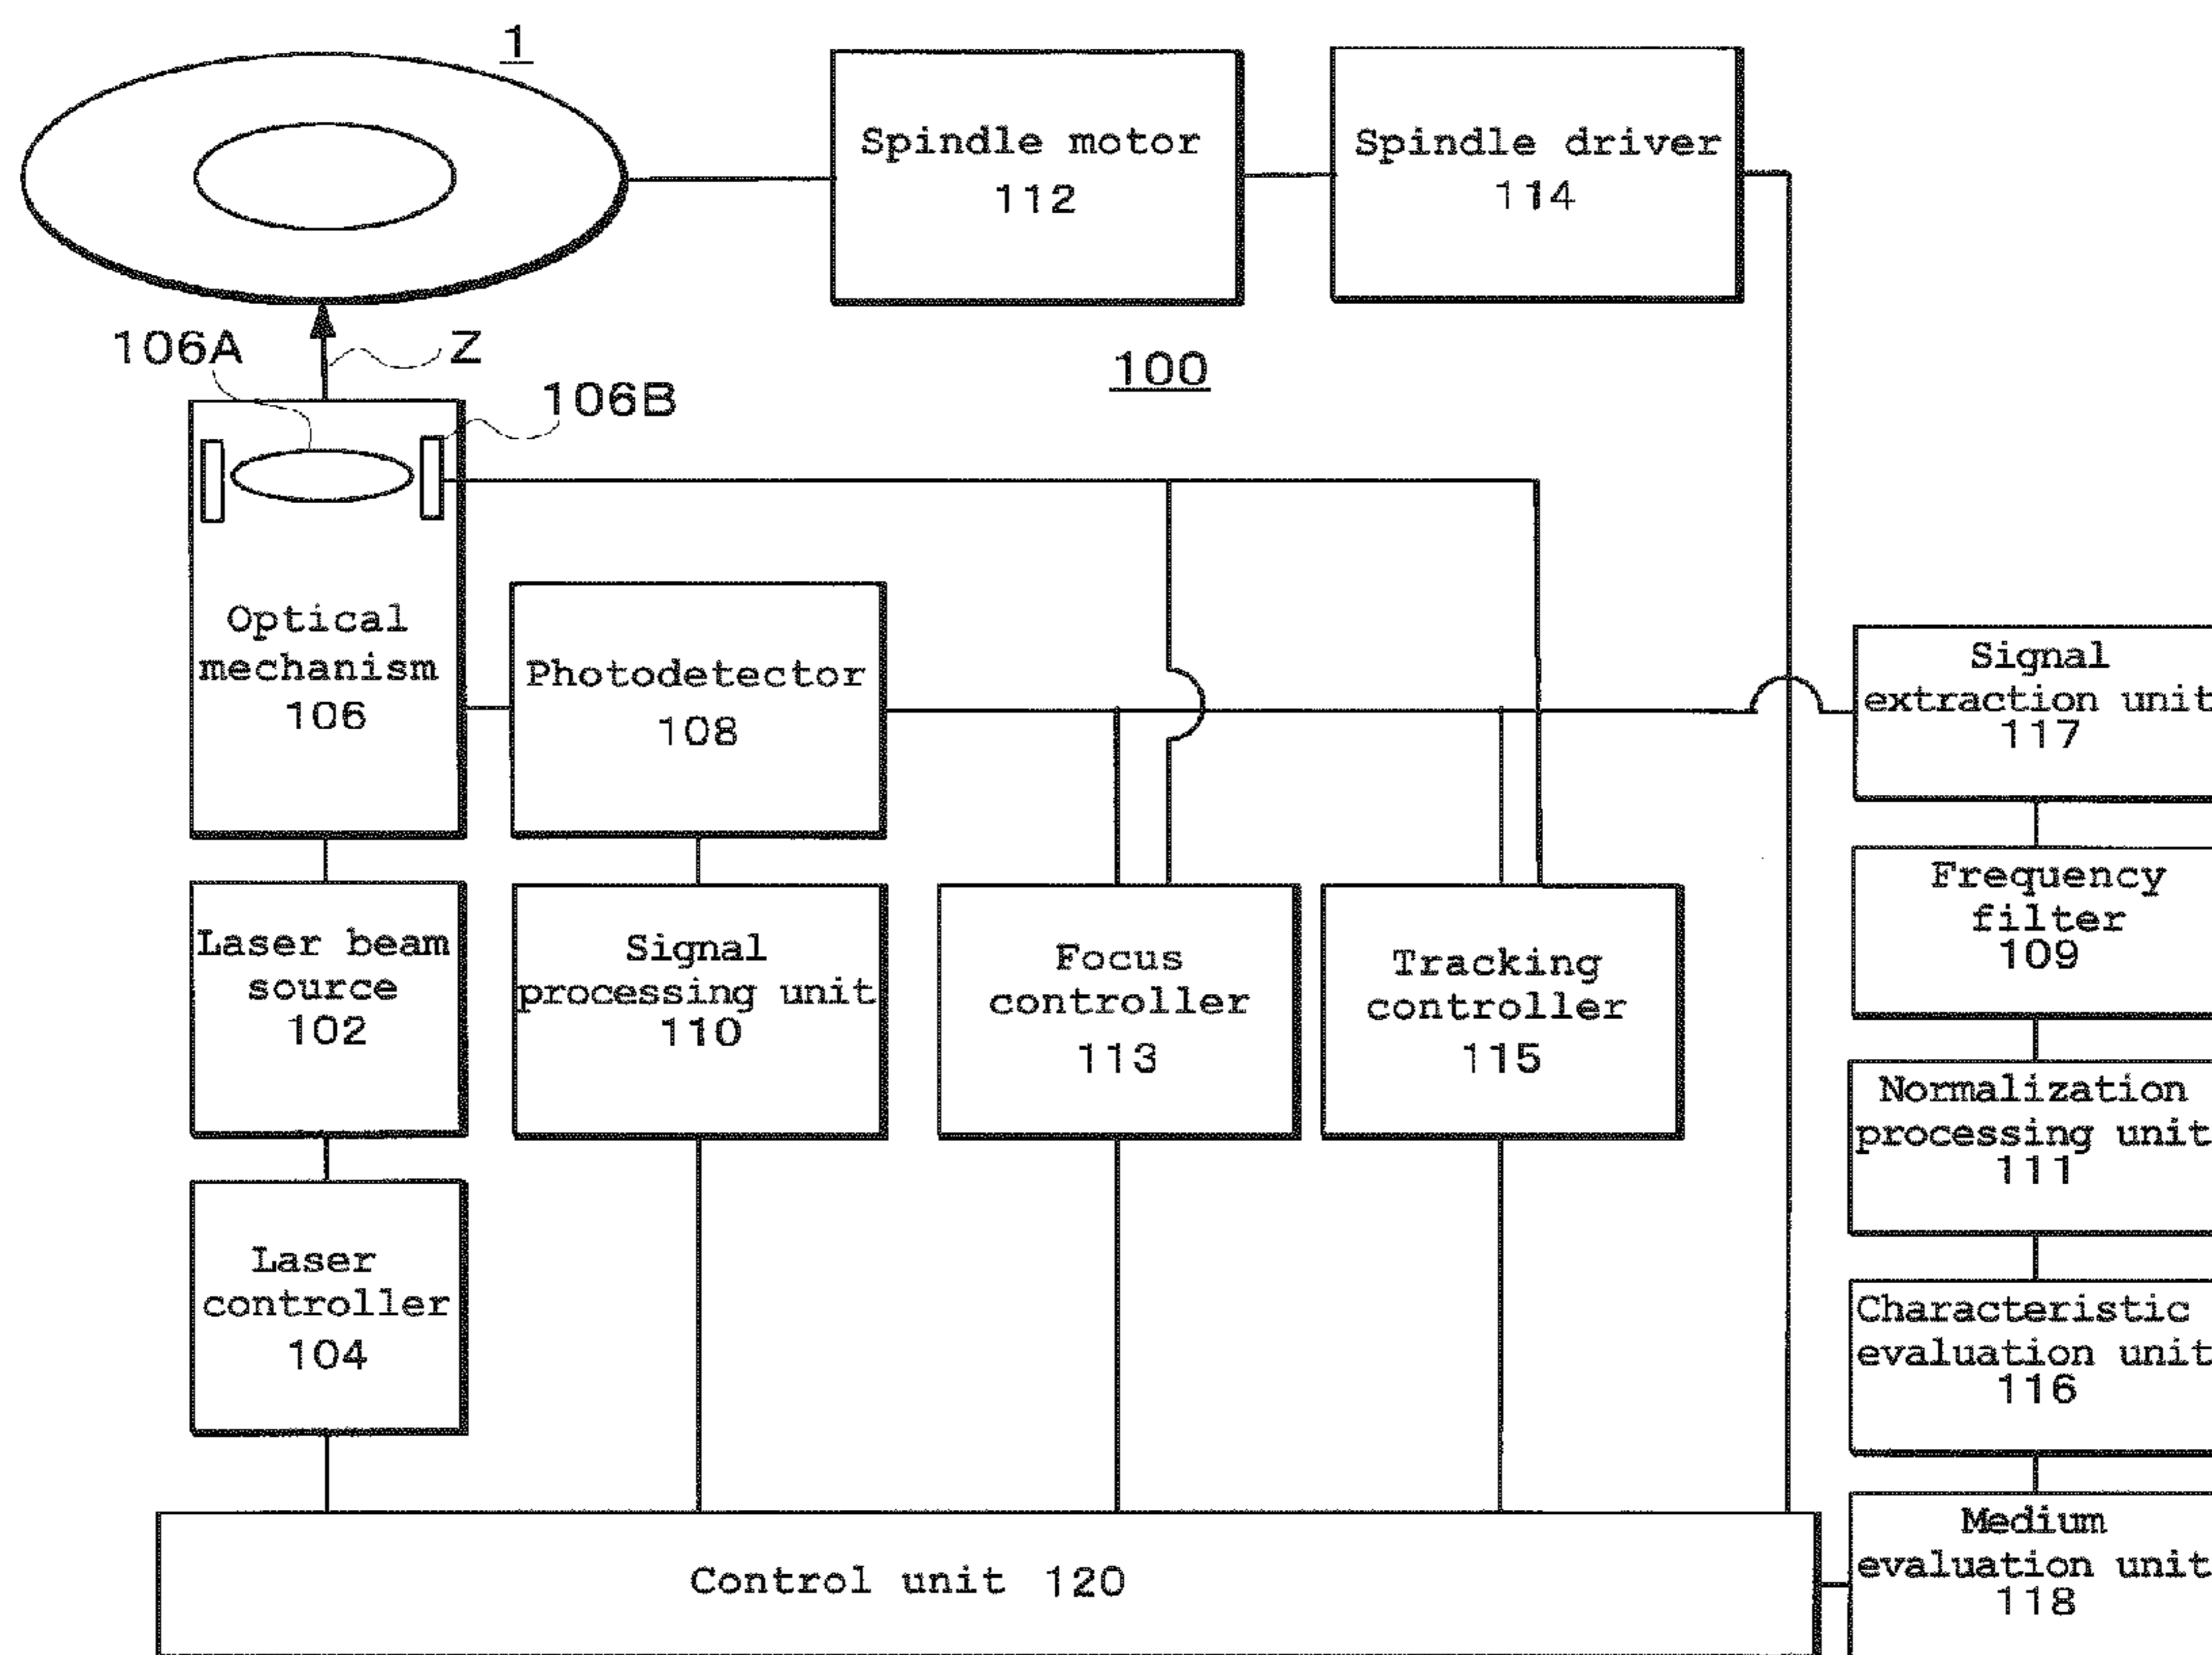 1
Spindle motor
112
Spindle driver
114
106A
Z
106B
100
Optical
mechanism
106
Photodetector
108
Signal
extraction unit
117
Laser beam
source
102
Signal
processing unit
110
Focus
controller
113
Tracking
controller
115
Frequency
filter
109
Normalization
processing unit
111
Laser
controller
104
Characteristic
evaluation unit
116
Control unit 120
Medium
evaluation unit
118